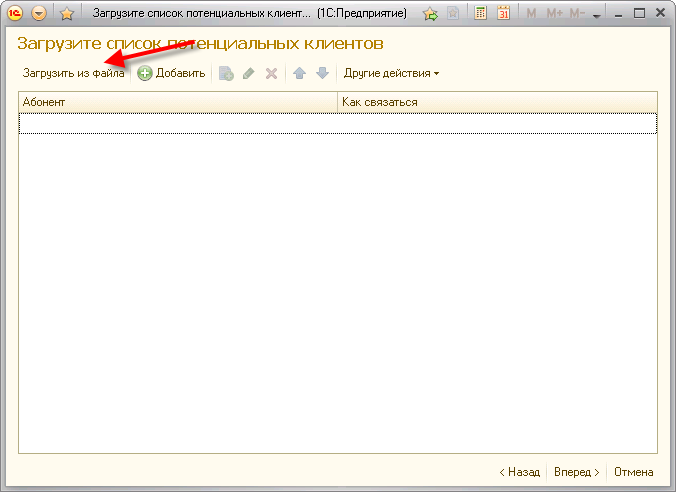 Загрузите список потенциальных клиент... (1С:Предприятие)
31 M M+ M-
Загрузите список потенциальных клиентов
Загрузить из файла Добавить Другие действия
Абонент Как связаться
< Назад Вперед > Отмена